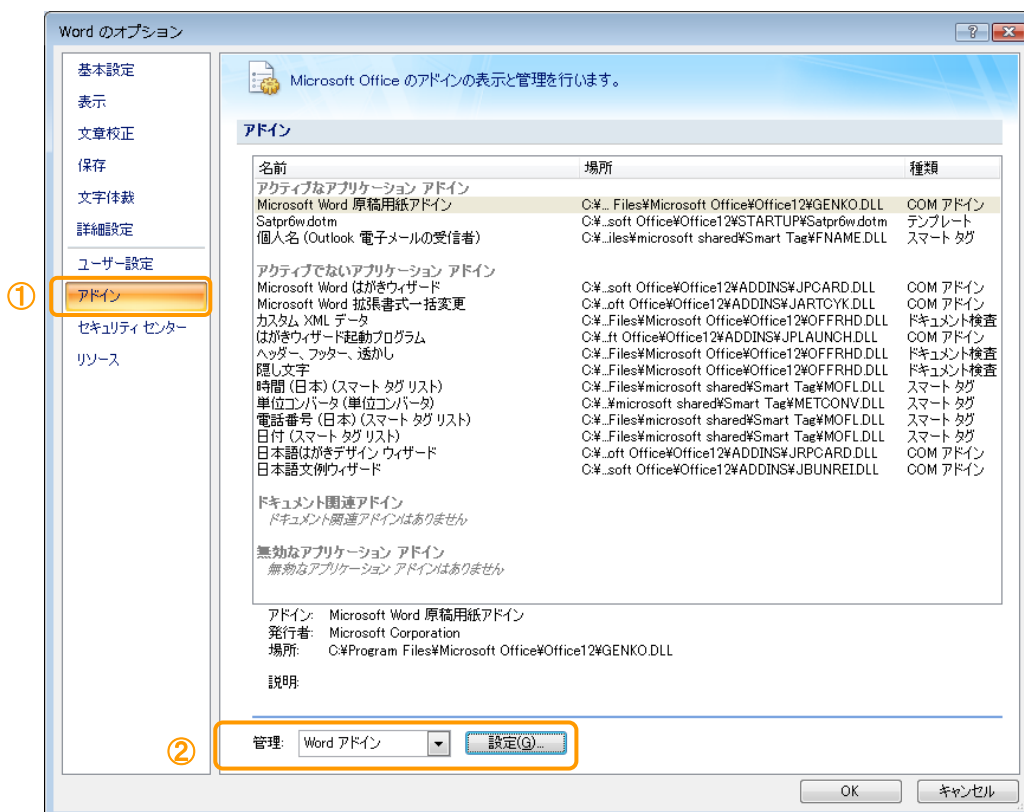 Word のオプション
基本設定
表示
文章校正
保存
文字体裁
詳細設定
ユーザー設定
① アドイン
セキュリティ センター
リソース
Microsoft Office のアドインの表示と管理を行います。
アドイン
名前 場所 種類
アクティブなアプリケーション アドイン
Microsoft Word 原稿用紙アドイン C:¥... Files¥Microsoft Office¥Office12¥GENKO.DLL COM アドイン
Satpr6w.dotm C:¥...soft Office¥Office12¥STARTUP¥Satpr6w.dotm テンプレート
個人名 (Outlook 電子メールの受信者) C:¥...iles¥microsoft shared¥Smart Tag¥FNAME.DLL スマート タグ
アクティブでないアプリケーション アドイン
Microsoft Word はがきウィザード C:¥...soft Office¥Office12¥ADDINS¥JPCARD.DLL COM アドイン
Microsoft Word 拡張書式一括変更 C:¥...oft Office¥Office12¥ADDINS¥JARTCYK.DLL COM アドイン
カスタム XML データ C:¥...Files¥Microsoft Office¥Office12¥OFFRHD.DLL ドキュメント検査
はがきウィザード起動プログラム C:¥...ft Office¥Office12¥ADDINS¥JPLAUNCH.DLL COM アドイン
ヘッダー、フッター、透かし C:¥...Files¥Microsoft Office¥Office12¥OFFRHD.DLL ドキュメント検査
隠し文字 C:¥...Files¥Microsoft Office¥Office12¥OFFRHD.DLL ドキュメント検査
時間 (日本) (スマート タグ リスト) C:¥...Files¥microsoft shared¥Smart Tag¥MOFL.DLL スマート タグ
単位コンバータ (単位コンバータ) C:¥...¥microsoft shared¥Smart Tag¥METCONV.DLL スマート タグ
電話番号 (日本) (スマート タグ リスト) C:¥...Files¥microsoft shared¥Smart Tag¥MOFL.DLL スマート タグ
日付 (スマート タグ リスト) C:¥...Files¥microsoft shared¥Smart Tag¥MOFL.DLL スマート タグ
日本語はがきデザイン ウィザード C:¥...oft Office¥Office12¥ADDINS¥JRPCARD.DLL COM アドイン
日本語文例ウィザード C:¥...soft Office¥Office12¥ADDINS¥JBUNREI.DLL COM アドイン
ドキュメント関連アドイン
ドキュメント関連アドインはありません
無効なアプリケーション アドイン
無効なアプリケーション アドインはありません
アドイン: Microsoft Word 原稿用紙アドイン
発行者: Microsoft Corporation
場所: C:¥Program Files¥Microsoft Office¥Office12¥GENKO.DLL
説明:
② 管理: Word アドイン 設定(G)...
OK キャンセル